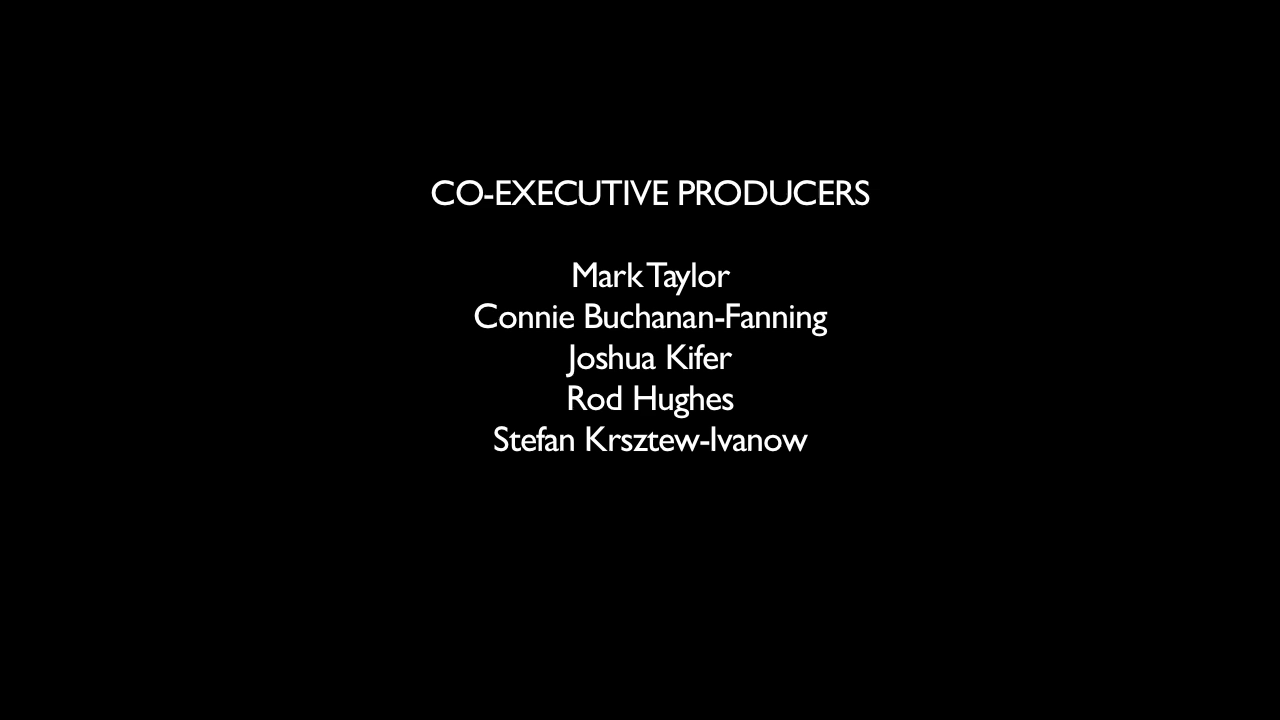 CO-EXECUTIVE PRODUCERS
Mark Taylor
Connie Buchanan-Fanning
Joshua Kifer
Rod Hughes
Stefan Krsztew-Ivanow